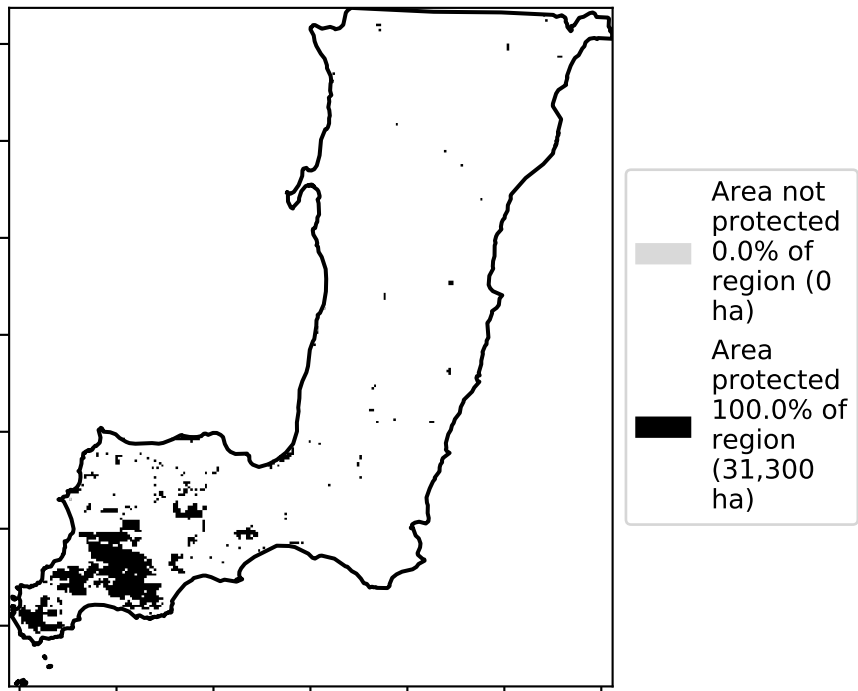 Area not
protected
0.0% of
region (0
ha)
Area
protected
100.0% of
region
(31,300
ha)